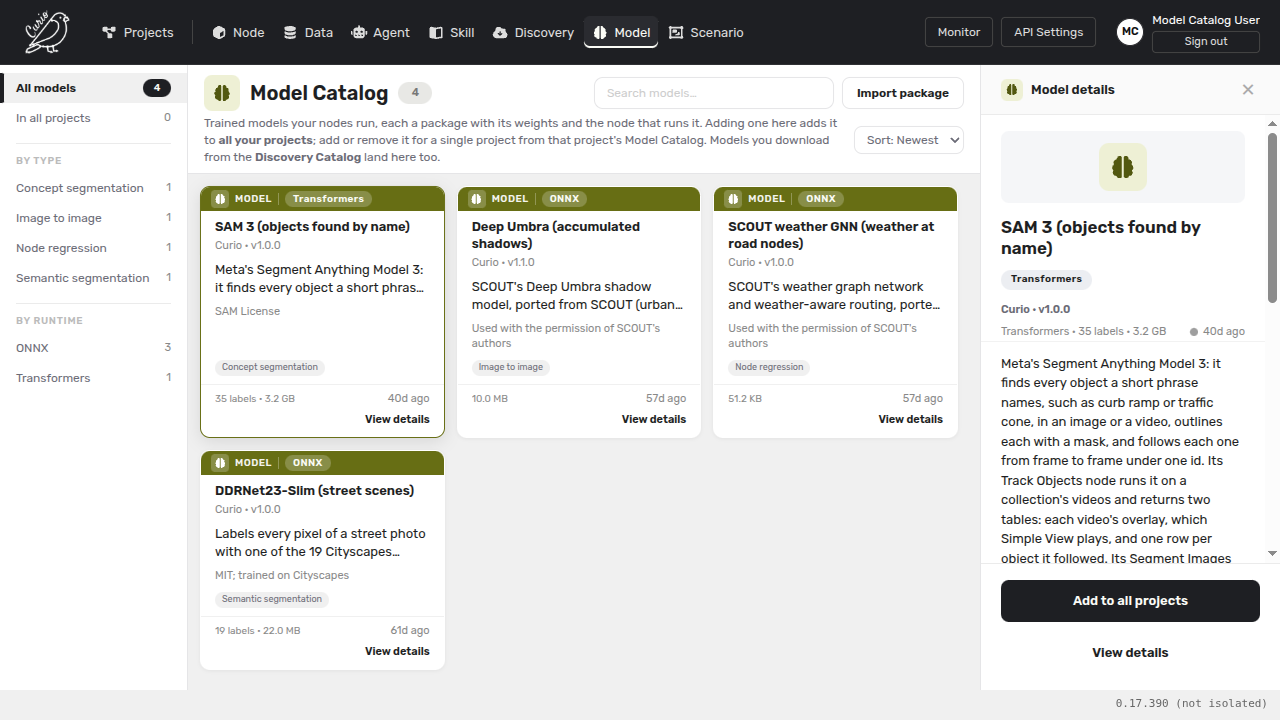 Curio
Projects
Node
Data
Agent
Skill
Discovery
Model
Scenario
Monitor
API Settings
MC
Model Catalog User
Sign out
All models 4
In all projects 0
BY TYPE
Concept segmentation 1
Image to image 1
Node regression 1
Semantic segmentation 1
BY RUNTIME
ONNX 3
Transformers 1
Model Catalog 4
Search models...
Import package
Trained models your nodes run, each a package with its weights and the node that runs it. Adding one here adds it
to all your projects; add or remove it for a single project from that project's Model Catalog. Models you download
from the Discovery Catalog land here too.
Sort: Newest
MODEL Transformers
SAM 3 (objects found by name)
Curio • v1.0.0
Meta's Segment Anything Model 3:
it finds every object a short phras…
SAM License
Concept segmentation
35 labels • 3.2 GB 40d ago
View details
MODEL ONNX
Deep Umbra (accumulated
shadows)
Curio • v1.1.0
SCOUT's Deep Umbra shadow
model, ported from SCOUT (urban…
Used with the permission of SCOUT's
authors
Image to image
10.0 MB 57d ago
View details
MODEL ONNX
SCOUT weather GNN (weather at
road nodes)
Curio • v1.0.0
SCOUT's weather graph network
and weather-aware routing, porte…
Used with the permission of SCOUT's
authors
Node regression
51.2 KB 57d ago
View details
MODEL ONNX
DDRNet23-Slim (street scenes)
Curio • v1.0.0
Labels every pixel of a street photo
with one of the 19 Cityscapes…
MIT; trained on Cityscapes
Semantic segmentation
19 labels • 22.0 MB 61d ago
View details
Model details
SAM 3 (objects found by
name)
Transformers
Curio • v1.0.0
Transformers • 35 labels • 3.2 GB 40d ago
Meta's Segment Anything Model 3: it
finds every object a short phrase
names, such as curb ramp or traffic
cone, in an image or a video, outlines
each with a mask, and follows each one
from frame to frame under one id. Its
Track Objects node runs it on a
collection's videos and returns two
tables: each video's overlay, which
Simple View plays, and one row per
object it followed. Its Segment Images
Add to all projects
View details
0.17.390 (not isolated)